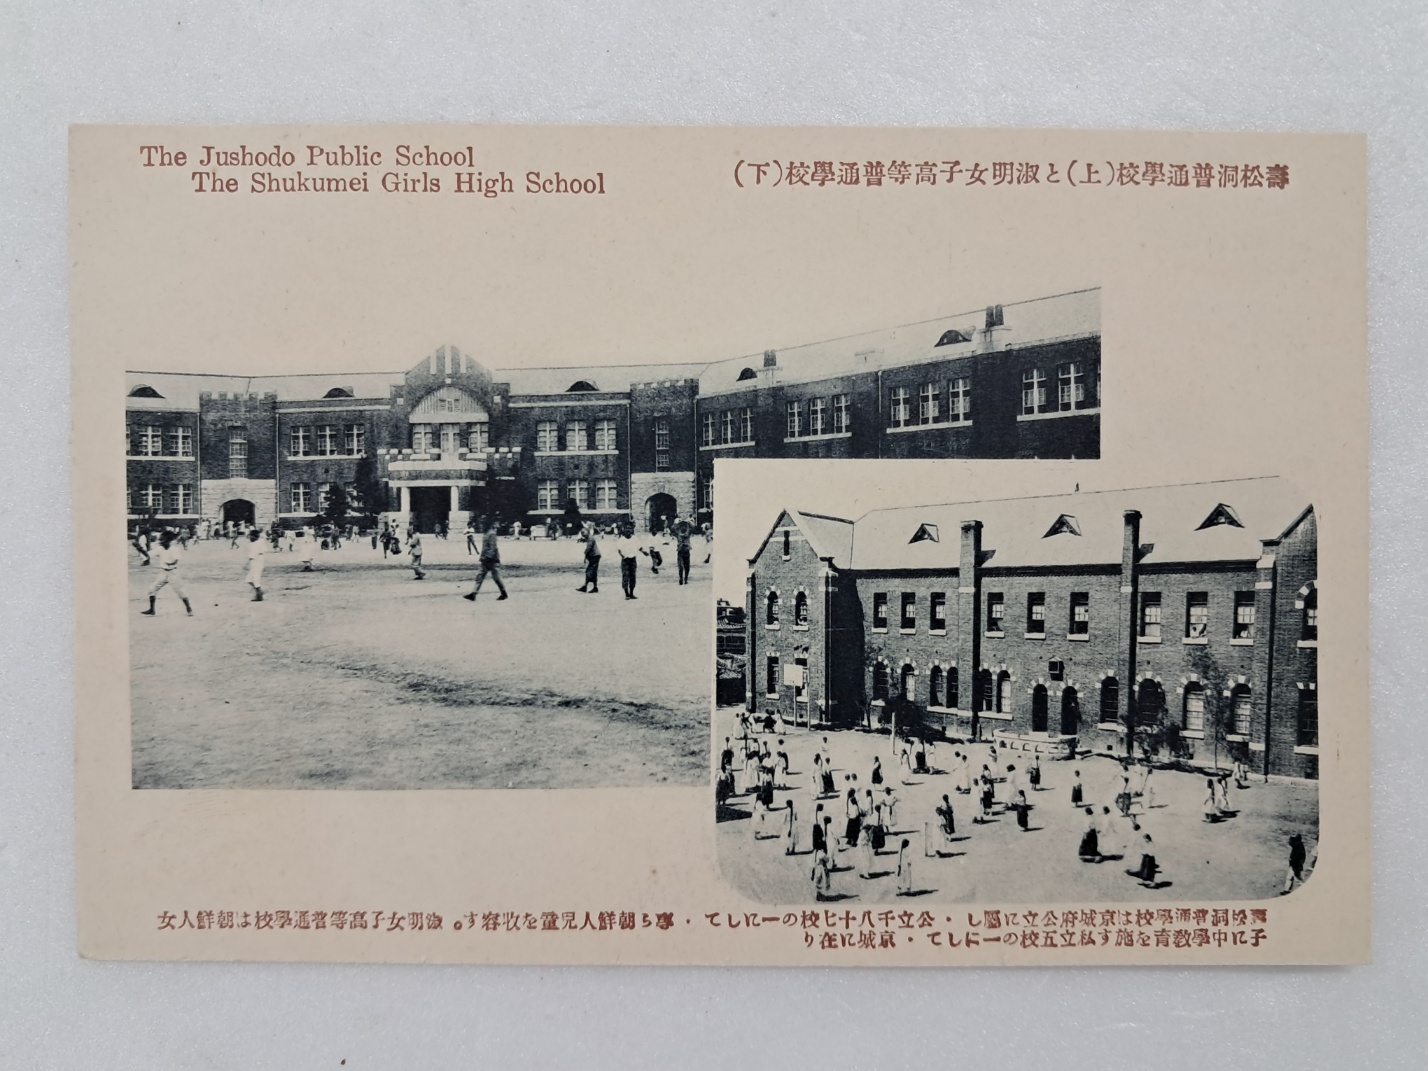 The Jushodo Public School
The Shukumei Girls High School
壽松洞普通學校(上)と淑明女子高等普通學校(下)
壽松洞普通學校は京城府公立に屬し・公立千八十七校の一にして・專ら朝鮮人兒童を收容す。淑明女子高等普通學校は朝鮮人女
子に中學敎育を施す私立五校の一にして・京城に在り